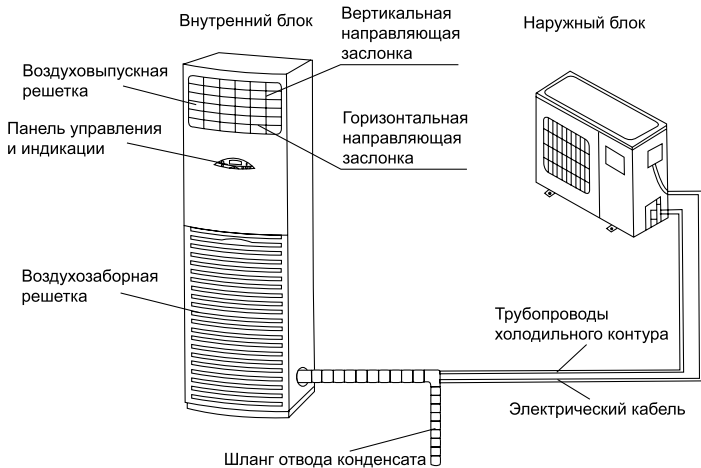 Внутренний блок
Вертикальная
направляющая
заслонка
Наружный блок
Воздуховыпускная
решетка
Горизонтальная
направляющая
заслонка
Панель управления
и индикации
Воздухозаборная
решетка
Трубопроводы
холодильного контура
Электрический кабель
Шланг отвода конденсата